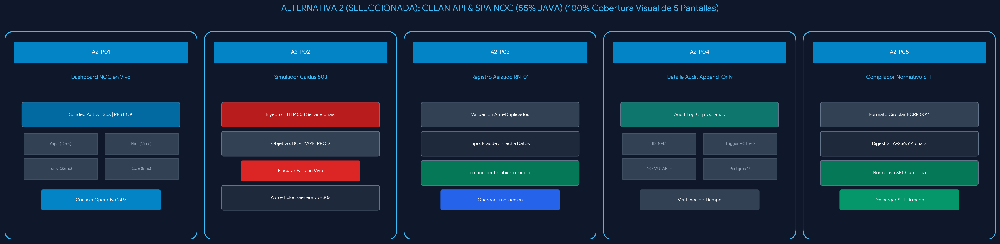 ALTERNATIVA 2 (SELECCIONADA): CLEAN API & SPA NOC (55% JAVA) (100% Cobertura Visual de 5 Pantallas)
A2-P01
Dashboard NOC en Vivo
Sondeo Activo: 30s | REST OK
Yape (12ms)
Plim (15ms)
Tunki (22ms)
CCE (8ms)
Consola Operativa 24/7
A2-P02
Simulador Caídas 503
Inyector HTTP 503 Service Unav.
Objetivo: BCP_YAPE_PROD
Ejecutar Falla en Vivo
Auto-Ticket Generado <30s
A2-P03
Registro Asistido RN-01
Validación Anti-Duplicados
Tipo: Fraude / Brecha Datos
idx_incidente_abierto_unico
Guardar Transacción
A2-P04
Detalle Audit Append-Only
Audit Log Criptográfico
ID: 1045
Trigger ACTIVO
NO MUTABLE
Postgres 15
Ver Línea de Tiempo
A2-P05
Compilador Normativo SFT
Formato Circular BCRP 0011
Digest SHA-256: 64 chars
Normativa SFT Cumplida
Descargar SFT Firmado